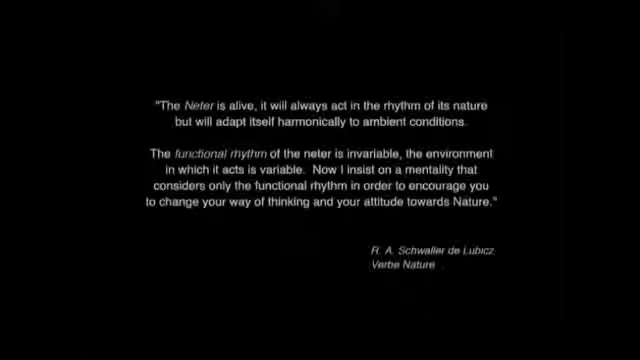 "The Neter is alive, it will always act in the rhythm of its nature
but will adapt itself harmonically to ambient conditions.
The functional rhythm of the neter is invariable, the environment
in which it acts is variable. Now I insist on a mentality that
considers only the functional rhythm in order to encourage you
to change your way of thinking and your attitude towards Nature."
R. A. Schwaller de Lubicz
Verbe Nature